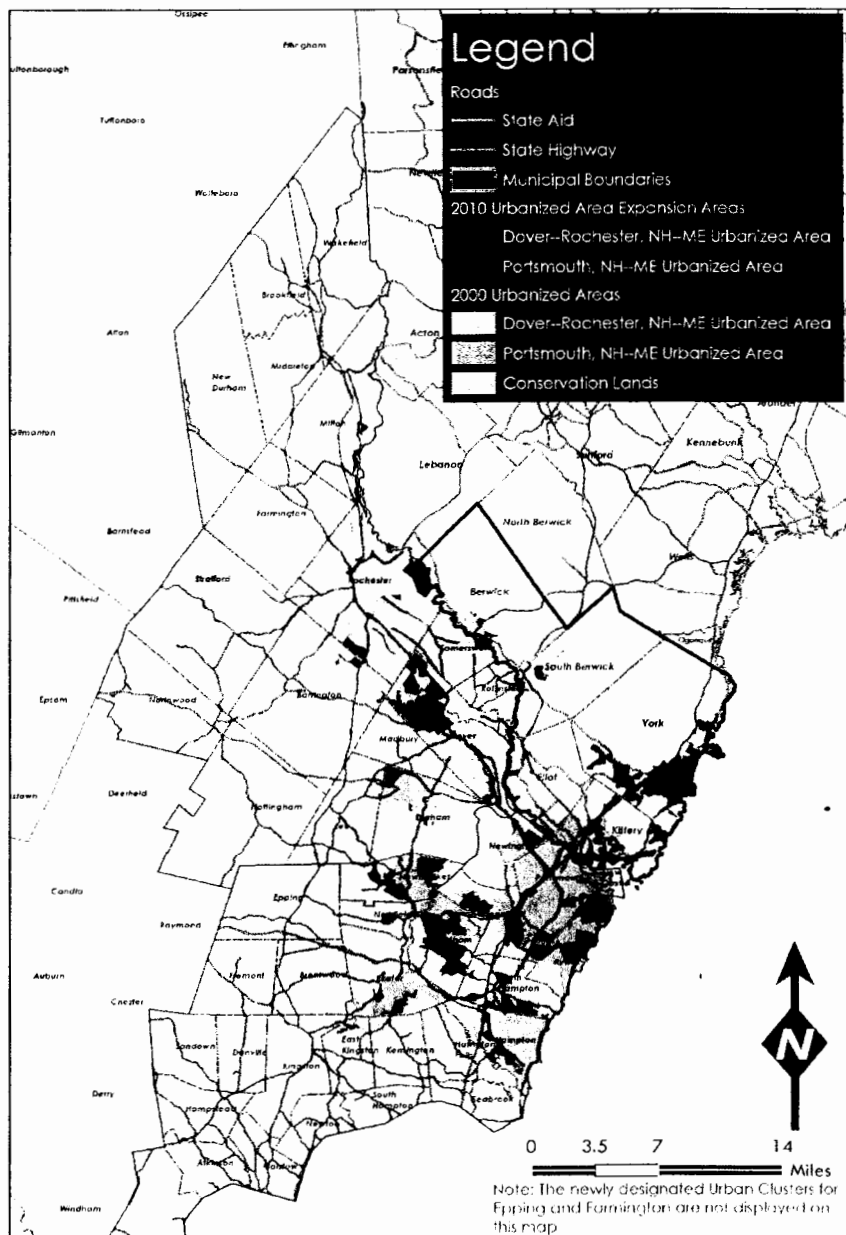 Ossipee
Effingham
Legend
Parsonsfield
Roads
State Aid
Tuftonboro
State Highway
Municipal Boundaries
2010 Urbanized Area Expansion Areas
Dover--Rochester, NH--ME Urbanized Area
Portsmouth, NH--ME Urbanized Area
2000 Urbanized Areas
Dover--Rochester, NH--ME Urbanized Area
Portsmouth, NH--ME Urbanized Area
Conservation Lands
Wolfeboro
Wakefield
Brookfield
Alton
Acton
Middleton
New
Durham
Milton
Gilmanton
Kennebunk
Sanford
Lebanon
Farmington
North Berwick
Barnstead
Wells
Rochester
Strafford
Berwick
Pittsfield
Somersworth
South Berwick
Epsom
Northwood
Barrington
York
Madbury
Eliot
Deerfield
Nottingham
Durham
Kittery
Candia
Epping
Raymond
Auburn
Fremont
Brentwood
Exeter
Chester
Hampton
Sandown
Danville
East
Kingston
Kensington
Kingston
Derry
Seabrook
South
Hampton
Hampstead
Newton
Atkinson
Windham
N
0 3.5 7 14
Miles
Note: The newly designated Urban Clusters for
Epping and Farmington are not displayed on
this map